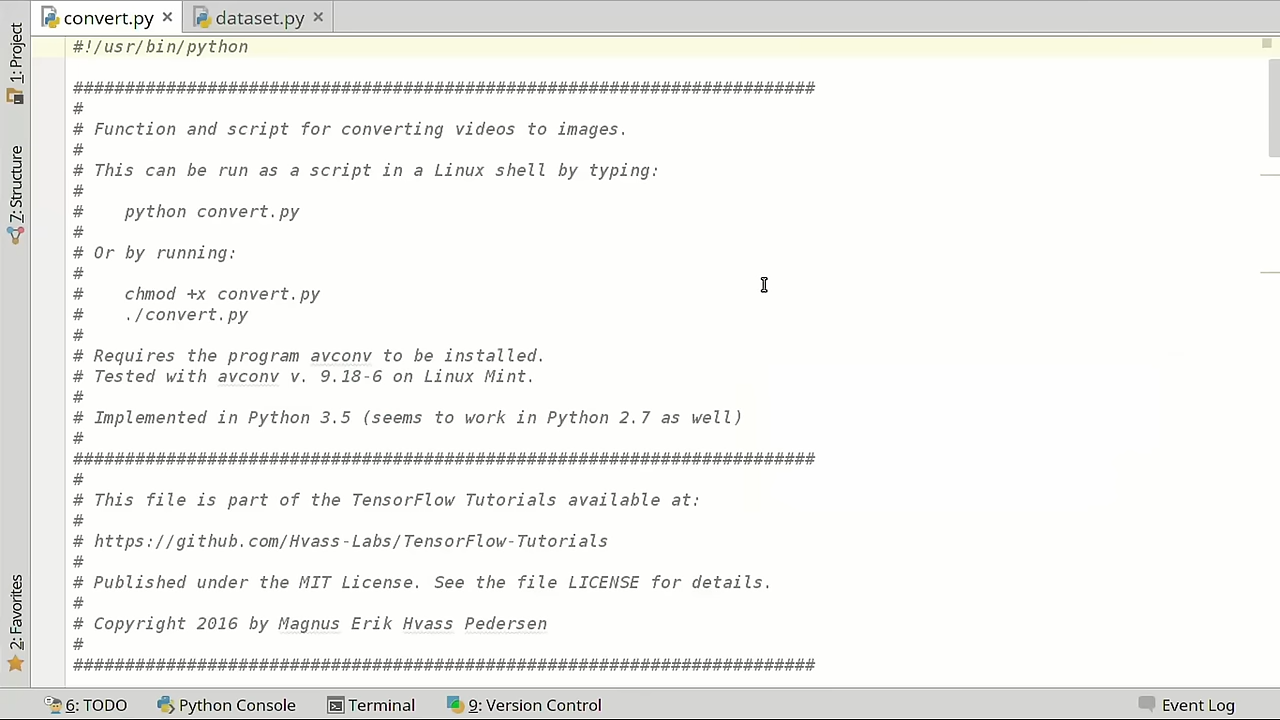 convert.py
dataset.py
1: Project
7: Structure
2: Favorites
#!/usr/bin/python
########################################################################
#
# Function and script for converting videos to images.
#
# This can be run as a script in a Linux shell by typing:
#
#    python convert.py
#
# Or by running:
#
#    chmod +x convert.py
#    ./convert.py
#
# Requires the program avconv to be installed.
# Tested with avconv v. 9.18-6 on Linux Mint.
#
# Implemented in Python 3.5 (seems to work in Python 2.7 as well)
#
########################################################################
#
# This file is part of the TensorFlow Tutorials available at:
#
# https://github.com/Hvass-Labs/TensorFlow-Tutorials
#
# Published under the MIT License. See the file LICENSE for details.
#
# Copyright 2016 by Magnus Erik Hvass Pedersen
#
########################################################################
6: TODO
Python Console
Terminal
9: Version Control
Event Log